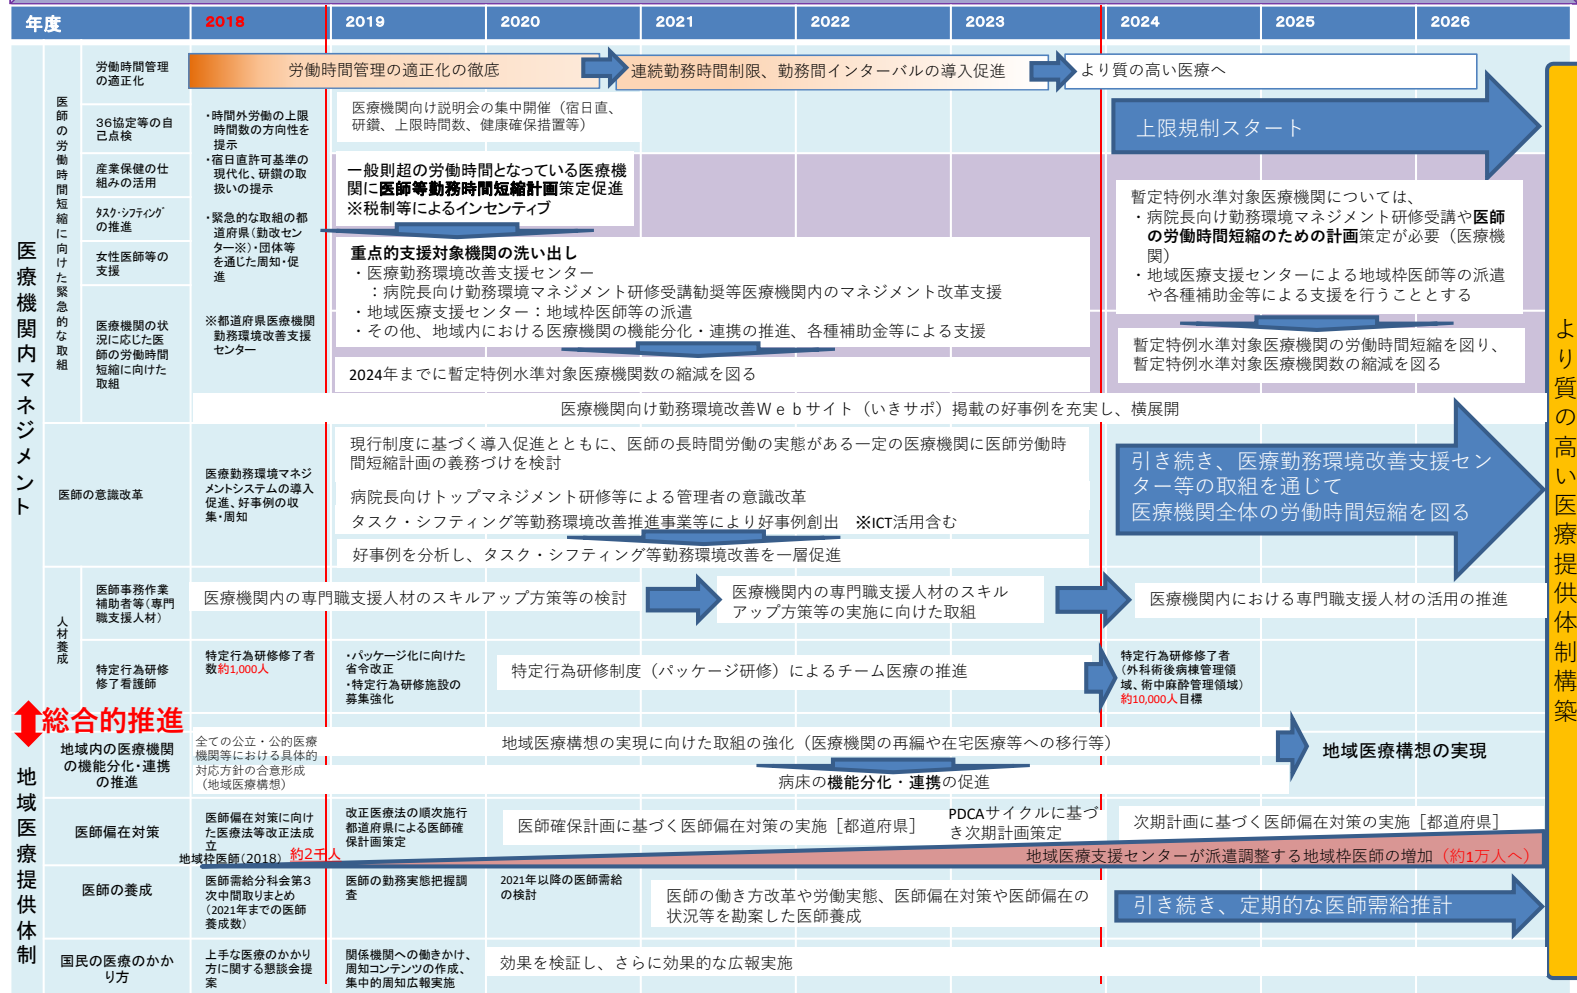 年度
2018
2019
2020
2021
2022
2023
2024
2025
2026
医療機関内マネジメント
医師の労働時間短縮に向けた緊急的な取組
労働時間管理
の適正化
労働時間管理の適正化の徹底
連続勤務時間制限、勤務間インターバルの導入促進
より質の高い医療へ
36協定等の自
己点検
産業保健の仕
組みの活用
タスク・シフティング
の推進
女性医師等の
支援
医療機関の状
況に応じた医
師の労働時間
短縮に向けた
取組
・時間外労働の上限
時間数の方向性を
提示
・宿日直許可基準の
現代化、研鑽の取
扱いの提示
・緊急的な取組の都
道府県（勤改セン
ター※）・団体等
を通じた周知・促
進
※都道府県医療機関
勤務環境改善支援
センター
医療機関向け説明会の集中開催（宿日直、
研鑽、上限時間数、健康確保措置等）
一般則超の労働時間となっている医療機
関に医師等勤務時間短縮計画策定促進
※税制等によるインセンティブ
重点的支援対象機関の洗い出し
・医療勤務環境改善支援センター
：病院長向け勤務環境マネジメント研修受講勧奨等医療機関内のマネジメント改革支援
・地域医療支援センター：地域枠医師等の派遣
・その他、地域内における医療機関の機能分化・連携の推進、各種補助金等による支援
2024年までに暫定特例水準対象医療機関数の縮減を図る
上限規制スタート
暫定特例水準対象医療機関については、
・病院長向け勤務環境マネジメント研修受講や医師
の労働時間短縮のための計画策定が必要（医療機
関）
・地域医療支援センターによる地域枠医師等の派遣
や各種補助金等による支援を行うこととする
暫定特例水準対象医療機関の労働時間短縮を図り、
暫定特例水準対象医療機関数の縮減を図る
医療機関向け勤務環境改善Ｗｅｂサイト（いきサポ）掲載の好事例を充実し、横展開
医師の意識改革
医療勤務環境マネジ
メントシステムの導入
促進、好事例の収
集・周知
現行制度に基づく導入促進とともに、医師の長時間労働の実態がある一定の医療機関に医師労働時
間短縮計画の義務づけを検討
病院長向けトップマネジメント研修等による管理者の意識改革
タスク・シフティング等勤務環境改善推進事業等により好事例創出　※ICT活用含む
好事例を分析し、タスク・シフティング等勤務環境改善を一層促進
引き続き、医療勤務環境改善支援セン
ター等の取組を通じて
医療機関全体の労働時間短縮を図る
人材養成
医師事務作業
補助者等（専門
職支援人材）
医療機関内の専門職支援人材のスキルアップ方策等の検討
医療機関内の専門職支援人材のスキル
アップ方策等の実施に向けた取組
医療機関内における専門職支援人材の活用の推進
特定行為研修
修了看護師
特定行為研修修了者
数約1,000人
・パッケージ化に向けた
省令改正
・特定行為研修施設の
募集強化
特定行為研修制度（パッケージ研修）によるチーム医療の推進
特定行為研修修了者
（外科術後病棟管理領
域、術中麻酔管理領域）
約10,000人目標
総合的推進
地域医療提供体制
地域内の医療機関
の機能分化・連携
の推進
全ての公立・公的医療
機関等における具体的
対応方針の合意形成
（地域医療構想）
地域医療構想の実現に向けた取組の強化（医療機関の再編や在宅医療等への移行等）
病床の機能分化・連携の促進
地域医療構想の実現
医師偏在対策
医師偏在対策に向け
た医療法等改正法成
立
地域枠医師（2018） 約2千人
改正医療法の順次施行
都道府県による医師確
保計画策定
医師確保計画に基づく医師偏在対策の実施［都道府県］
PDCAサイクルに基づ
き次期計画策定
次期計画に基づく医師偏在対策の実施［都道府県］
地域医療支援センターが派遣調整する地域枠医師の増加（約1万人へ）
医師の養成
医師需給分科会第３
次中間取りまとめ
（2021年までの医師
養成数）
医師の勤務実態把握調
査
2021年以降の医師需給
の検討
医師の働き方改革や労働実態、医師偏在対策や医師偏在の
状況等を勘案した医師養成
引き続き、定期的な医師需給推計
国民の医療のかか
り方
上手な医療のかかり
方に関する懇談会提
案
関係機関への働きかけ、
周知コンテンツの作成、
集中的周知広報実施
効果を検証し、さらに効果的な広報実施
より質の高い医療提供体制構築